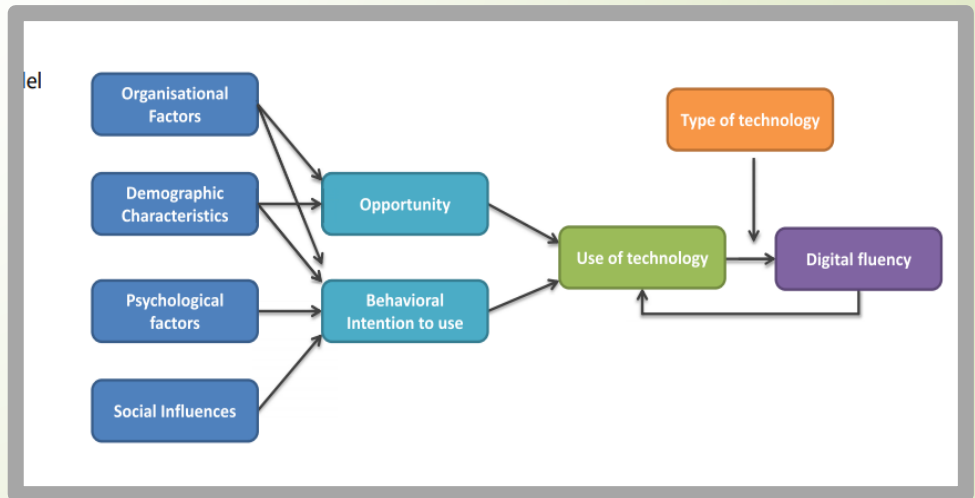 lel
Organisational
Factors
Demographic
Characteristics
Psychological
factors
Social Influences
Opportunity
Behavioral
Intention to use
Use of technology
Type of technology
Digital fluency